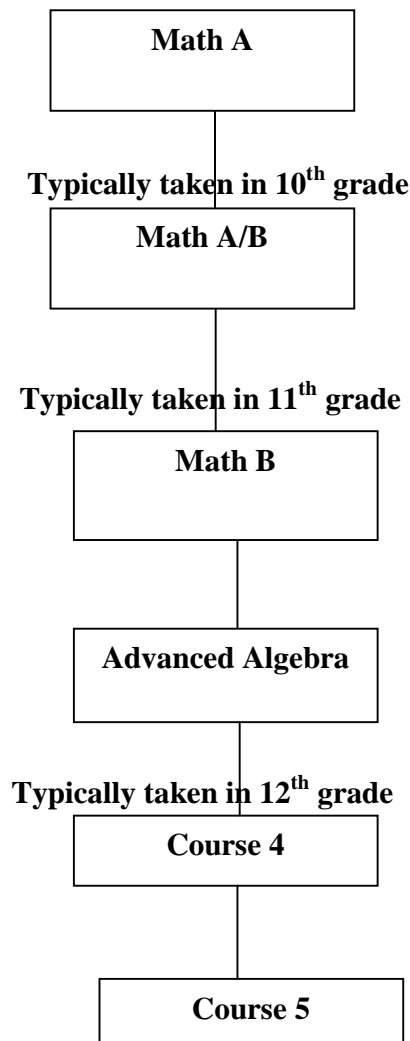 Math A
Typically taken in 10th grade
Math A/B
Typically taken in 11th grade
Math B
Advanced Algebra
Typically taken in 12th grade
Course 4
Course 5